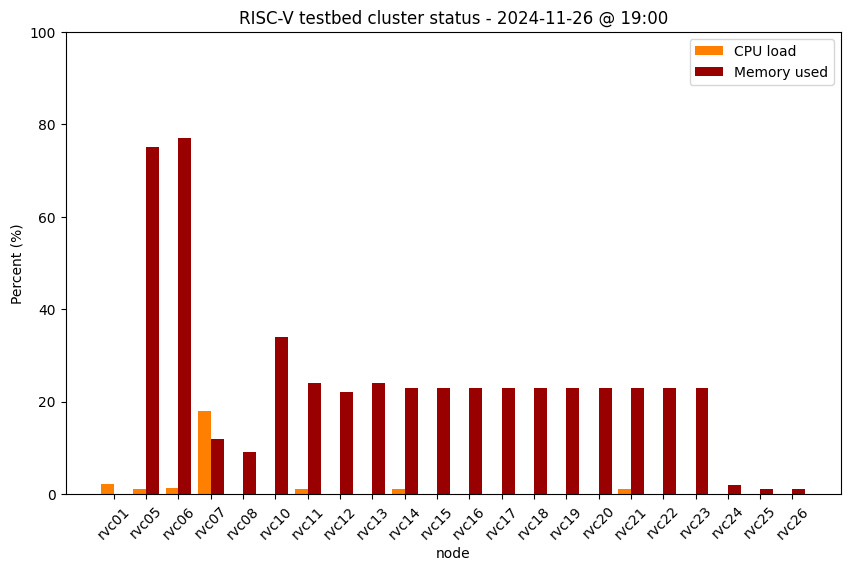 RISC-V testbed cluster status - 2024-11-26 @ 19:00
CPU load
Memory used
Percent (%)
100
80
60
40
20
0
rvc01 rvc05 rvc06 rvc07 rvc08 rvc10 rvc11 rvc12 rvc13 rvc14 rvc15 rvc16 rvc17 rvc18 rvc19 rvc20 rvc21 rvc22 rvc23 rvc24 rvc25 rvc26
node